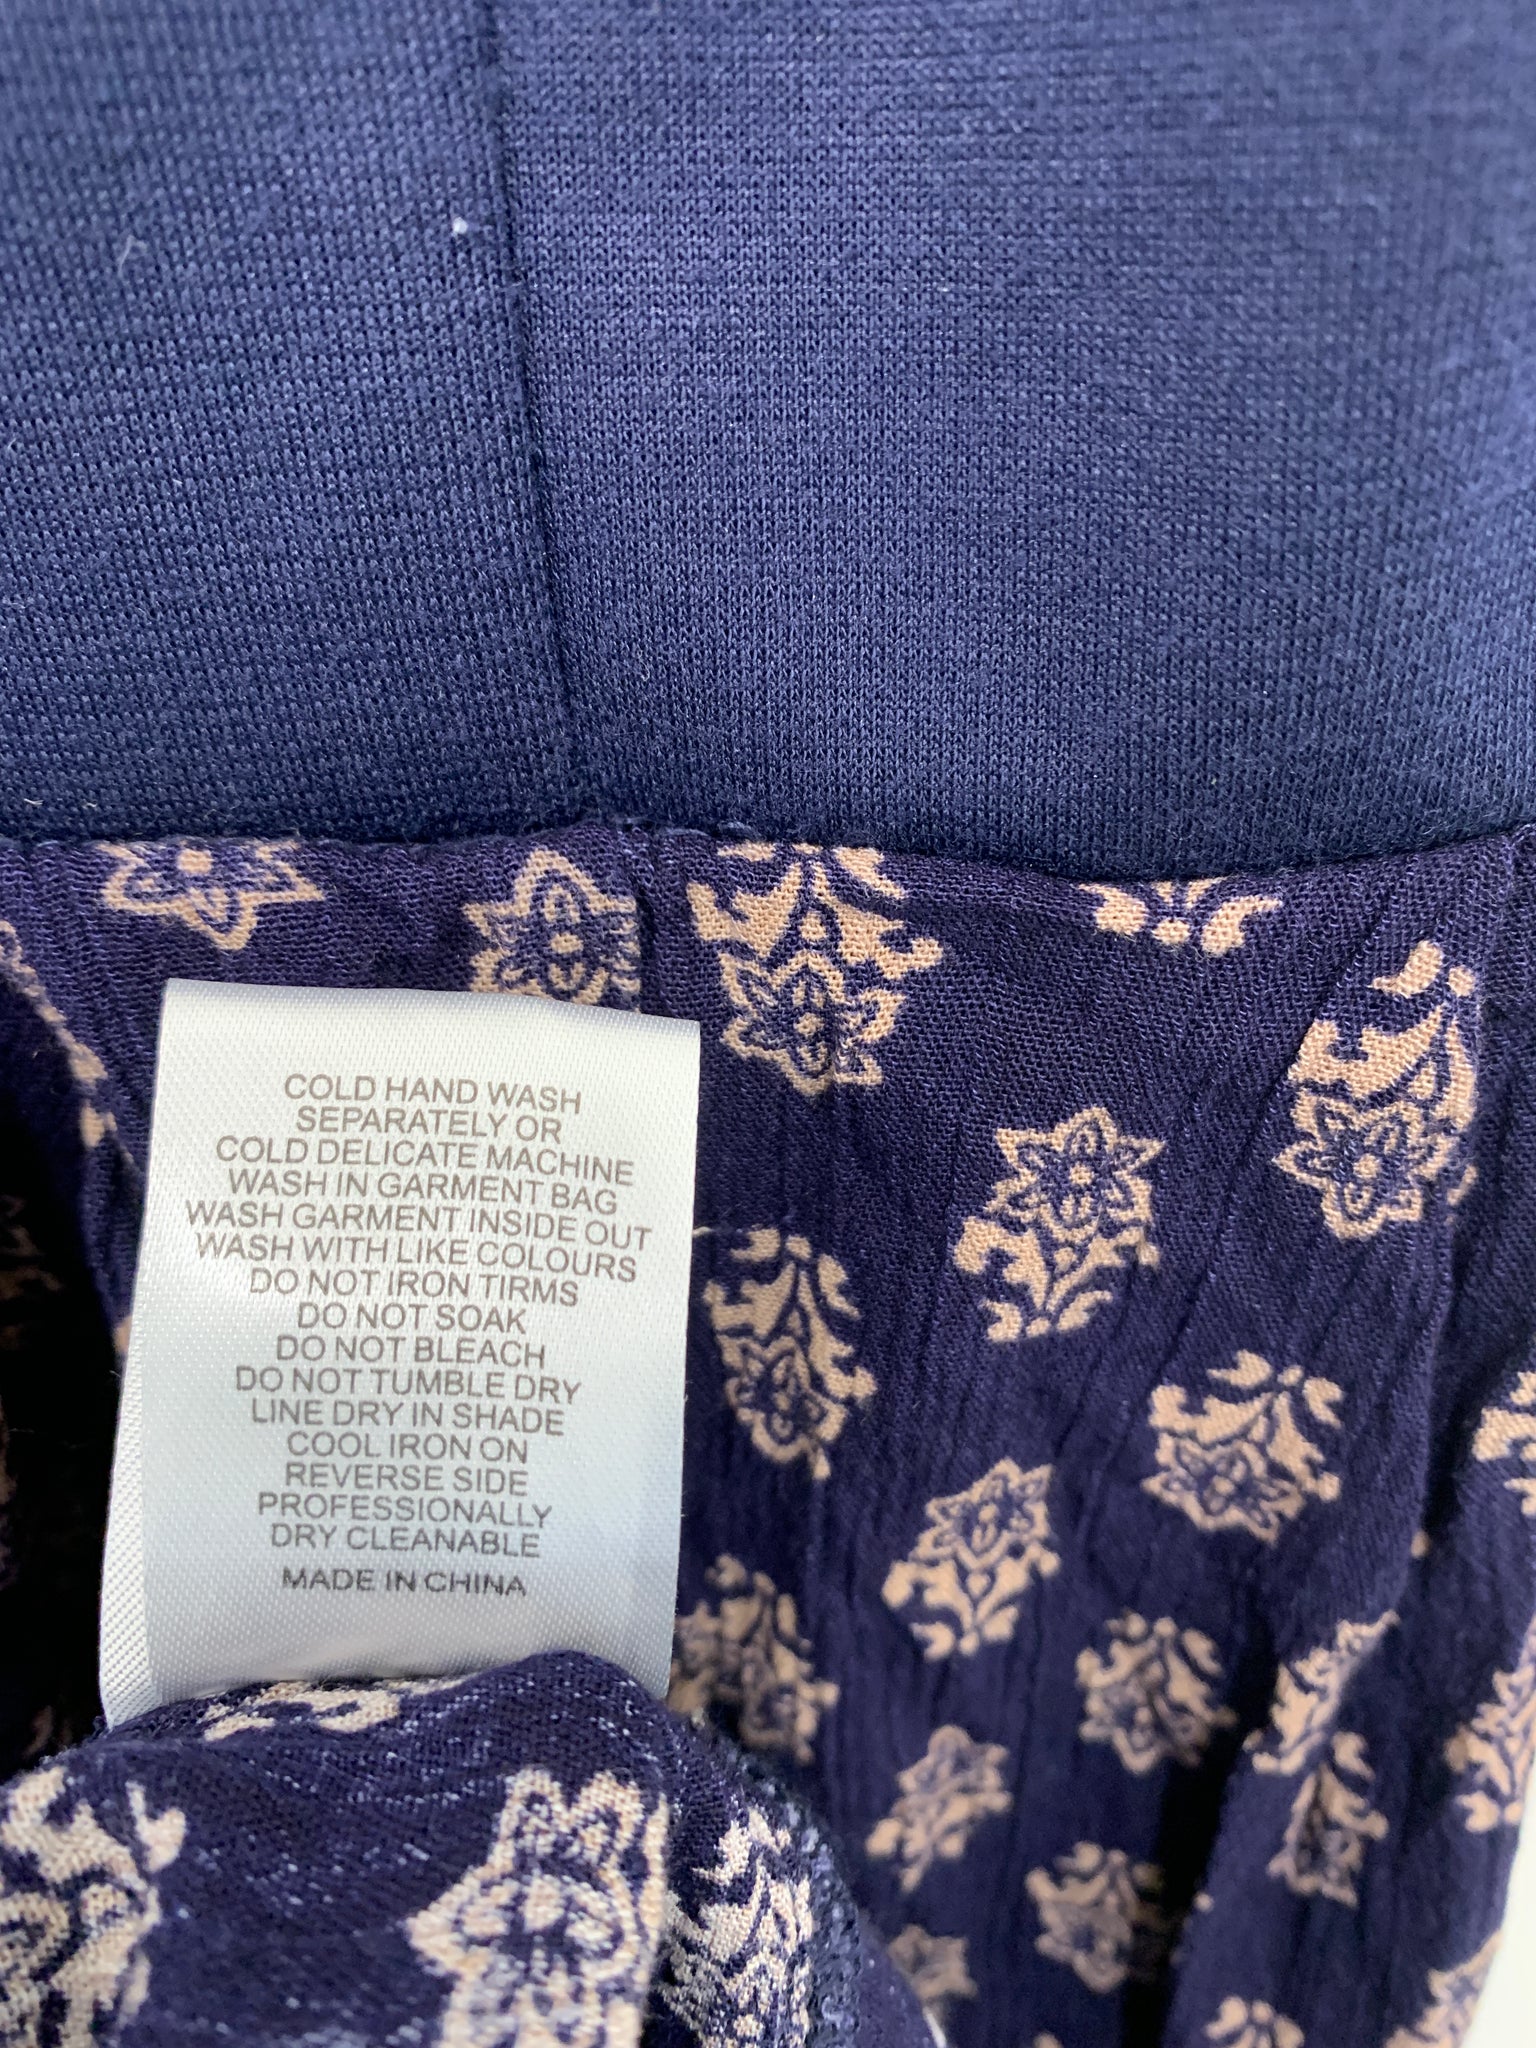 COLD HAND WASH
SEPARATELY OR
COLD DELICATE MACHINE
WASH IN GARMENT BAG
WASH GARMENT INSIDE OUT
WASH WITH LIKE COLOURS
DO NOT IRON TIRMS
DO NOT SOAK
DO NOT BLEACH
DO NOT TUMBLE DRY
LINE DRY IN SHADE
COOL IRON ON
REVERSE SIDE
PROFESSIONALLY
DRY CLEANABLE
MADE IN CHINA